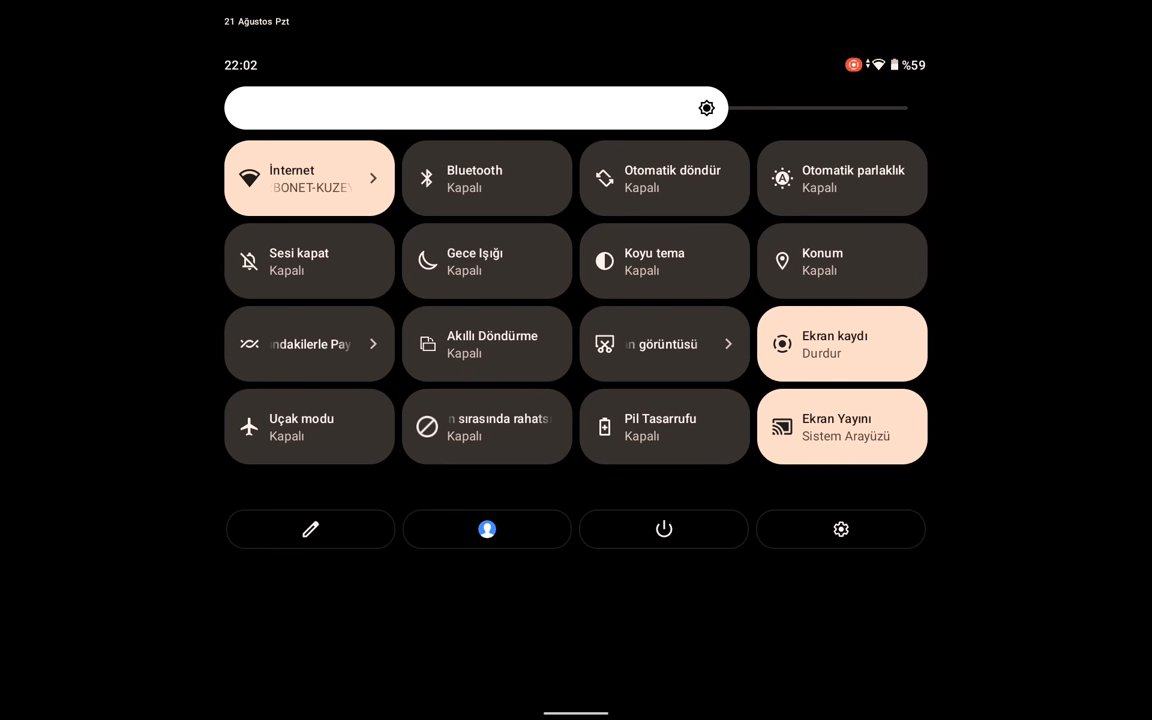 21 Ağustos Pzt
22:02
%59
İnternet
BONET-KUZEY
Bluetooth
Kapalı
Otomatik döndür
Kapalı
Otomatik parlaklık
Kapalı
Sesi kapat
Kapalı
Gece Işığı
Kapalı
Koyu tema
Kapalı
Konum
Kapalı
ndakilerle Pay
Akıllı Döndürme
Kapalı
n görüntüsü
Ekran kaydı
Durdur
Uçak modu
Kapalı
n sırasında rahats
Kapalı
Pil Tasarrufu
Kapalı
Ekran Yayını
Sistem Arayüzü